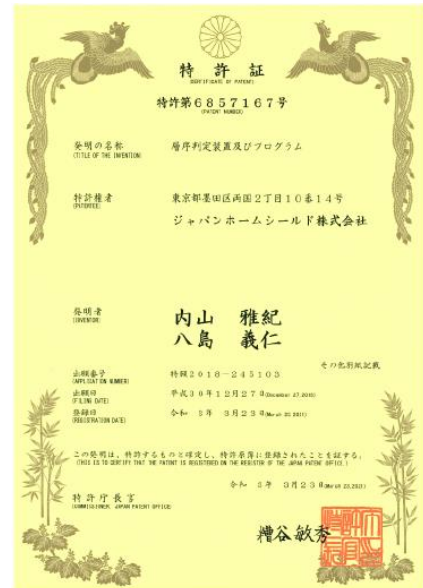 特許証
(CERTIFICATE OF PATENT)
特許第6857167号
(PATENT NUMBER)
発明の名称
(TITLE OF THE INVENTION)
層序判定装置及びプログラム
特許権者
(PATENTEE)
東京都墨田区両国2丁目10番14号
ジャパンホームシールド株式会社
発明者
(INVENTOR)
内山 雅紀
八島 義仁
その他別紙記載
出願番号
(APPLICATION NUMBER)
特願2018-245103
出願日
(FILING DATE)
平成30年12月27日(December 27,2018)
登録日
(REGISTRATION DATE)
令和 3年 3月23日(March 23,2021)
この発明は、特許するものと確定し、特許原簿に登録されたことを証する。
(THIS IS TO CERTIFY THAT THE PATENT IS REGISTERED ON THE REGISTER OF THE JAPAN PATENT OFFICE.)
令和 3年 3月23日(March 23,2021)
特許庁長官
(COMMISSIONER, JAPAN PATENT OFFICE)
糟谷敏秀